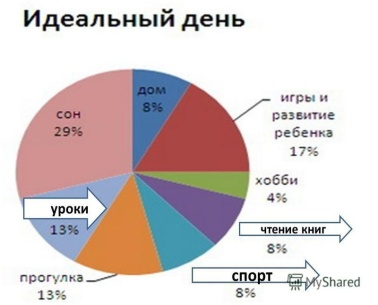 Идеальный день
дом
8%
игры и
развитие
ребенка
17%
хобби
4%
чтение книг
8%
спорт
8%
прогулка
13%
уроки
13%
сон
29%
MyShared